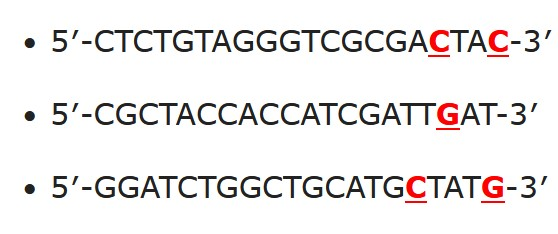 • 5′-CTCTGTAGGGTCGCGACTAC-3′
• 5′-CGCTACCACCATCGATTGAT-3′
• 5′-GGATCTGGCTGCATGCTATG-3′